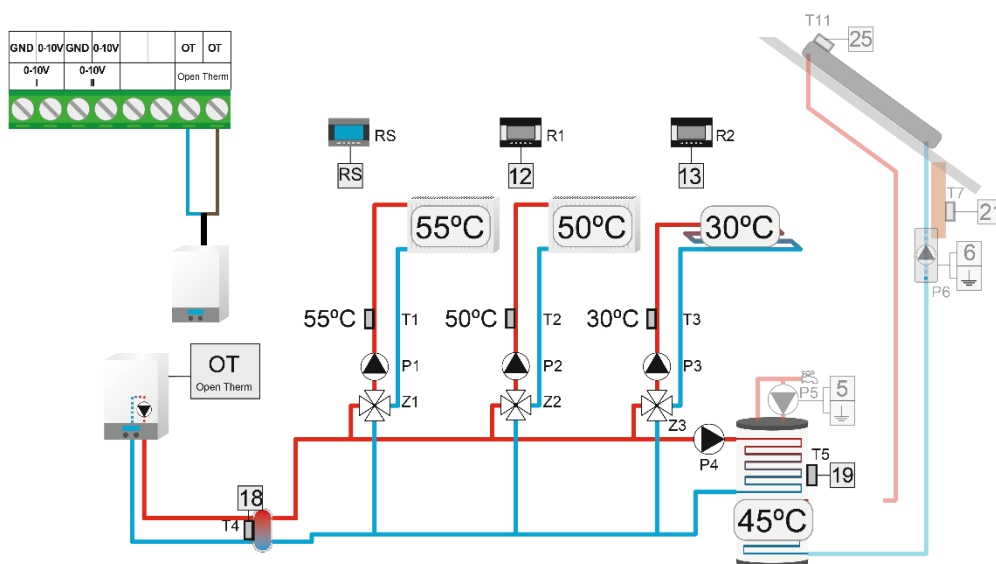 GND 0-10V GND 0-10V OT OT
0-10V 0-10V Open Therm
I II
T11
25
RS
R1
R2
RS
12
13
T7
21
55ºC
50ºC
30ºC
6
P6
55ºC T1
50ºC T2
30ºC T3
OT
Open Therm
P1
P2
P3
5
P5
Z1
Z2
Z3
P4
T5
19
18
T4
45ºC